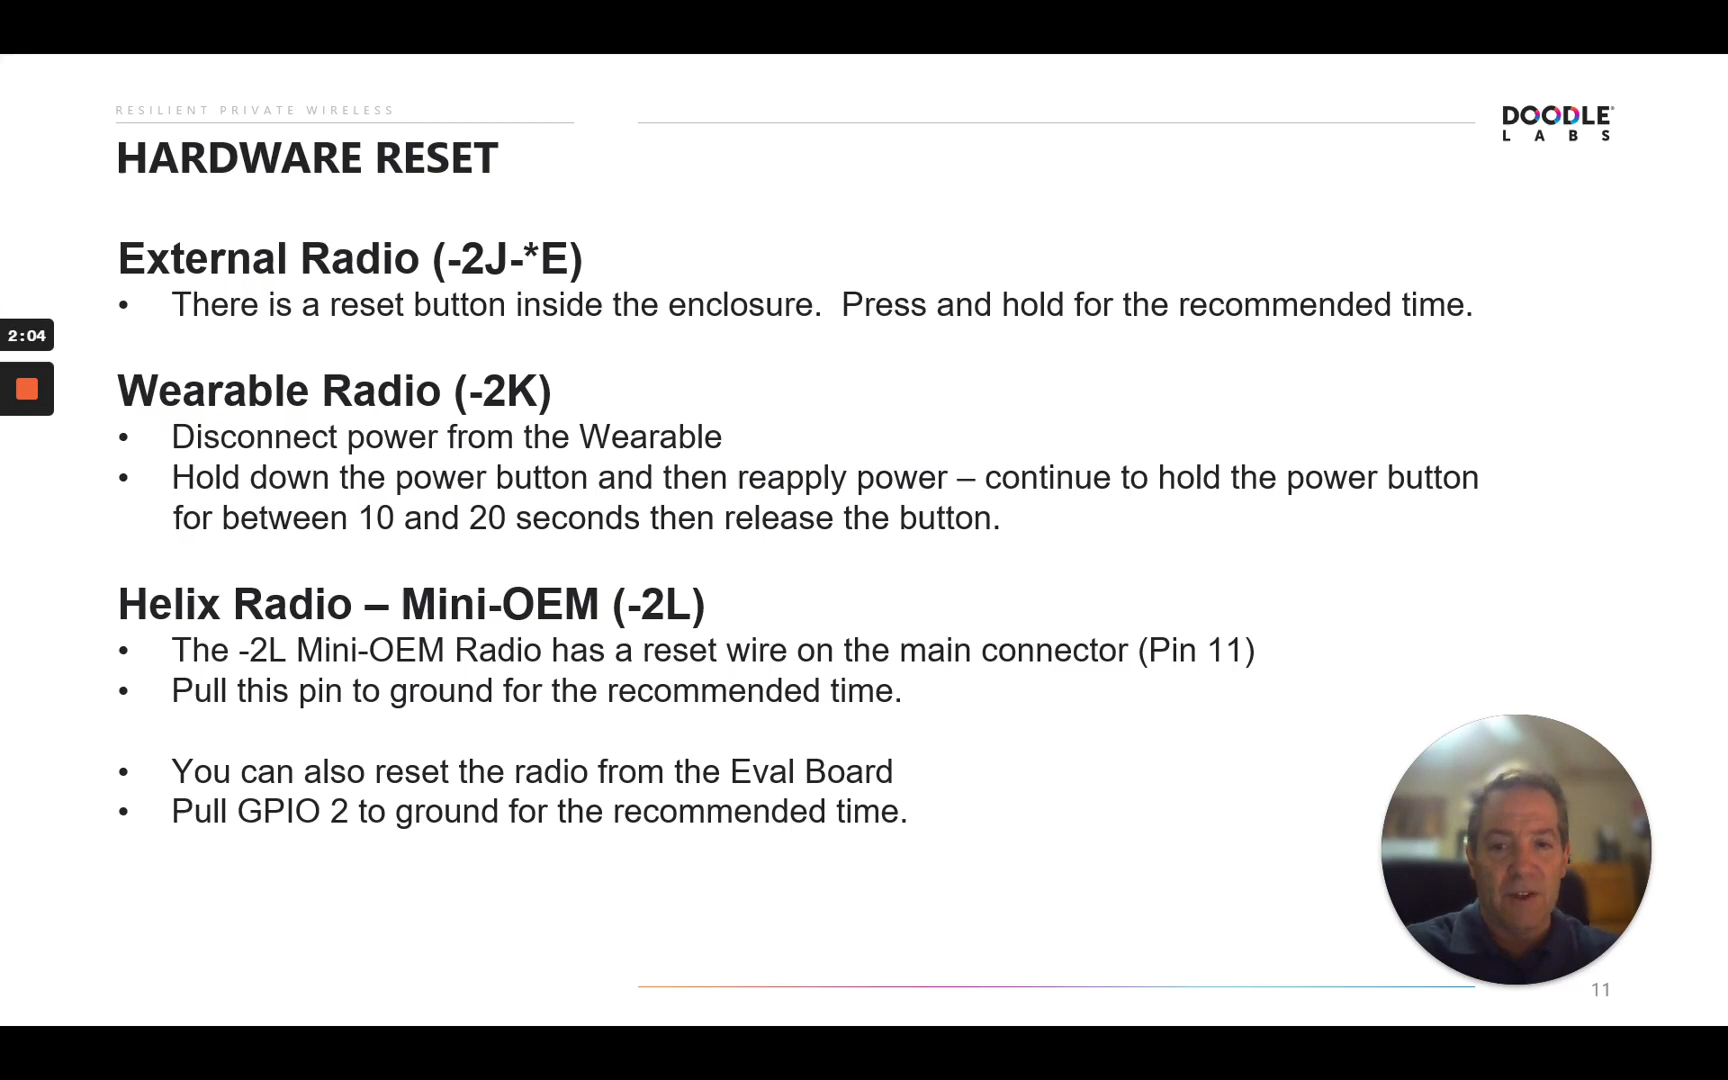 RESILIENT PRIVATE WIRELESS
DOODLE
LABS
HARDWARE RESET
External Radio (-2J-*E)
• There is a reset button inside the enclosure.  Press and hold for the recommended time.
2:04
Wearable Radio (-2K)
• Disconnect power from the Wearable
• Hold down the power button and then reapply power – continue to hold the power button
for between 10 and 20 seconds then release the button.
Helix Radio – Mini-OEM (-2L)
• The -2L Mini-OEM Radio has a reset wire on the main connector (Pin 11)
• Pull this pin to ground for the recommended time.
• You can also reset the radio from the Eval Board
• Pull GPIO 2 to ground for the recommended time.
11